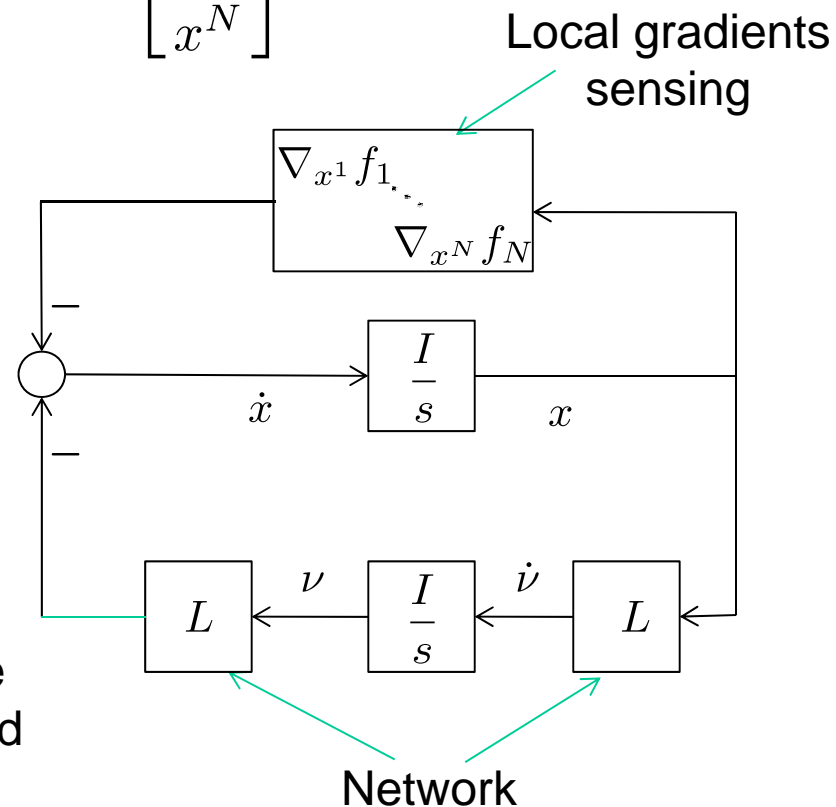 [ x^N ]
Local gradients
sensing
∇_{x^1} f_1
⋱
∇_{x^N} f_N
−
I
s
ẋ
x
−
L
ν
I
s
ν̇
L
e
d
Network